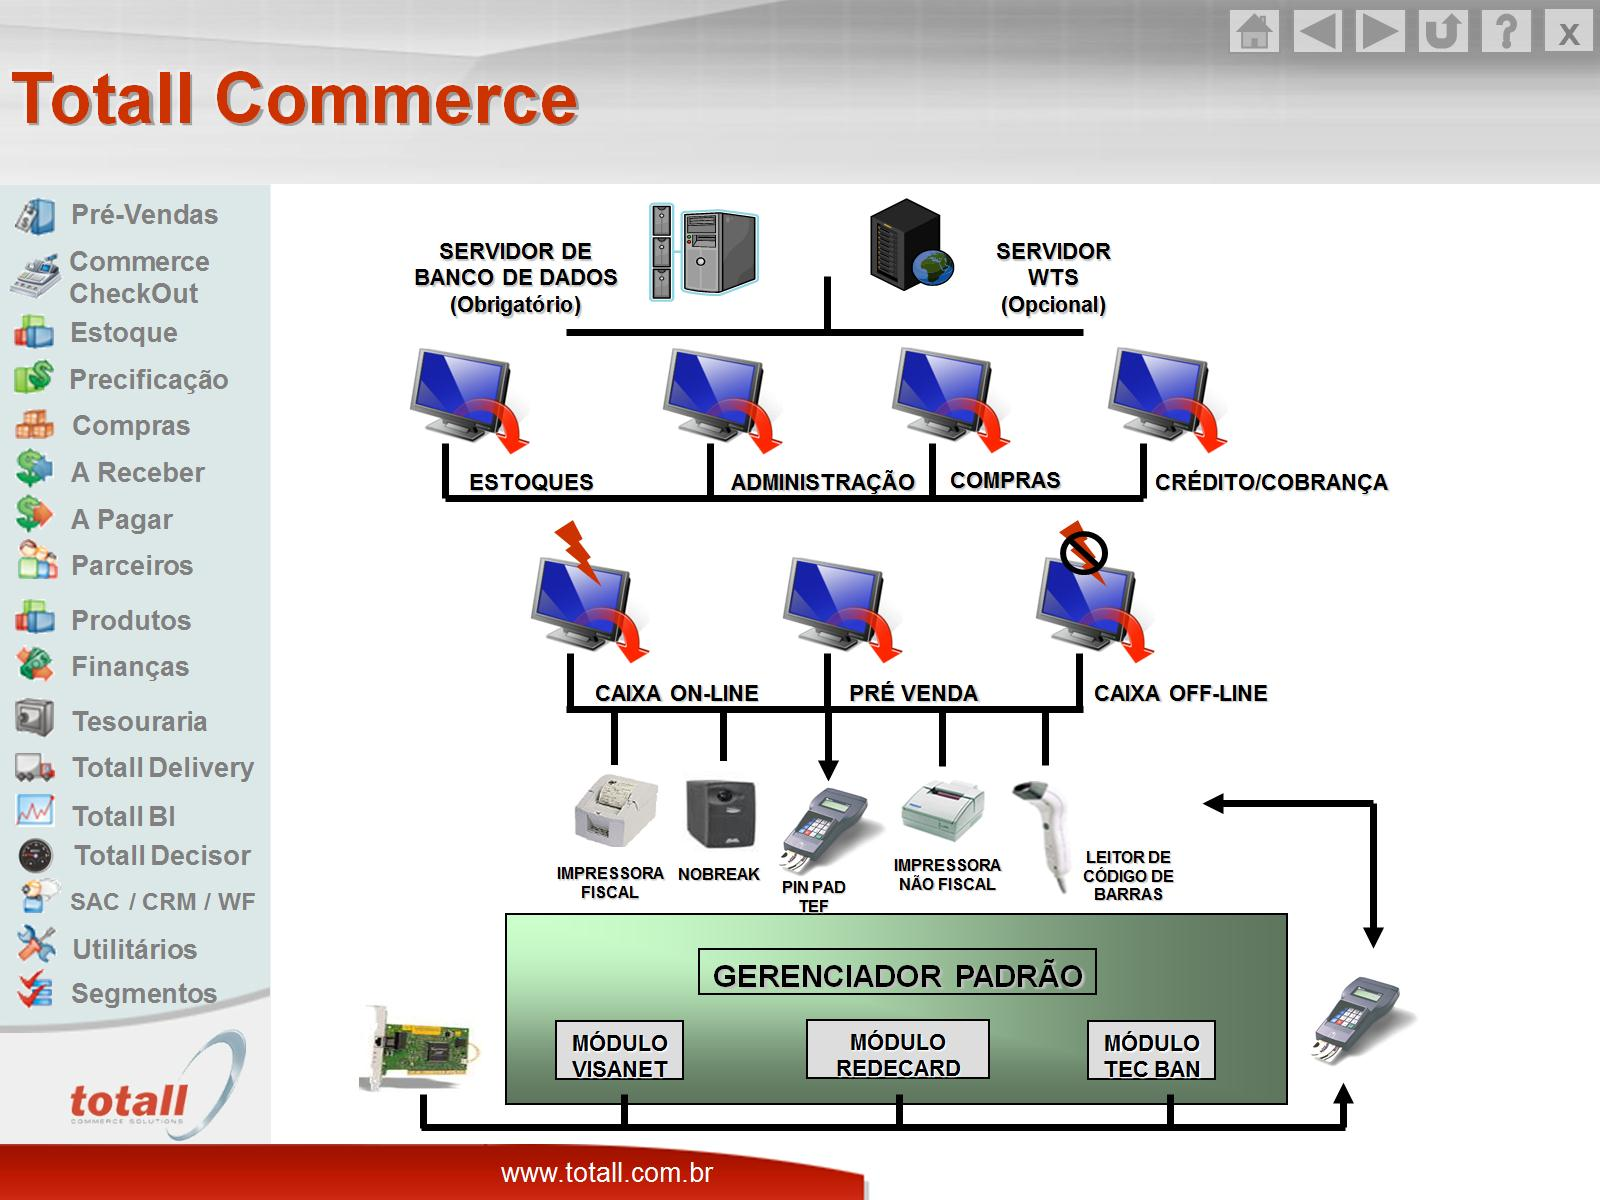 X
Totall Commerce
Pré-Vendas
Commerce
CheckOut
Estoque
Precificação
Compras
A Receber
A Pagar
Parceiros
Produtos
Finanças
Tesouraria
Totall Delivery
Totall BI
Totall Decisor
SAC / CRM / WF
Utilitários
Segmentos
totall
COMMERCE SOLUTIONS
SERVIDOR DE
BANCO DE DADOS
(Obrigatório)
SERVIDOR
WTS
(Opcional)
ESTOQUES
ADMINISTRAÇÃO
COMPRAS
CRÉDITO/COBRANÇA
CAIXA ON-LINE
PRÉ VENDA
CAIXA OFF-LINE
IMPRESSORA
FISCAL
NOBREAK
PIN PAD
TEF
IMPRESSORA
NÃO FISCAL
LEITOR DE
CÓDIGO DE
BARRAS
GERENCIADOR PADRÃO
MÓDULO
VISANET
MÓDULO
REDECARD
MÓDULO
TEC BAN
www.totall.com.br